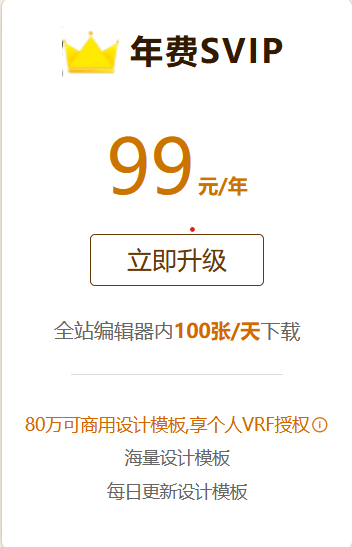 年费SVIP
99元/年
立即升级
全站编辑器内100张/天下载
80万可商用设计模板,享个人VRF授权
海量设计模板
每日更新设计模板